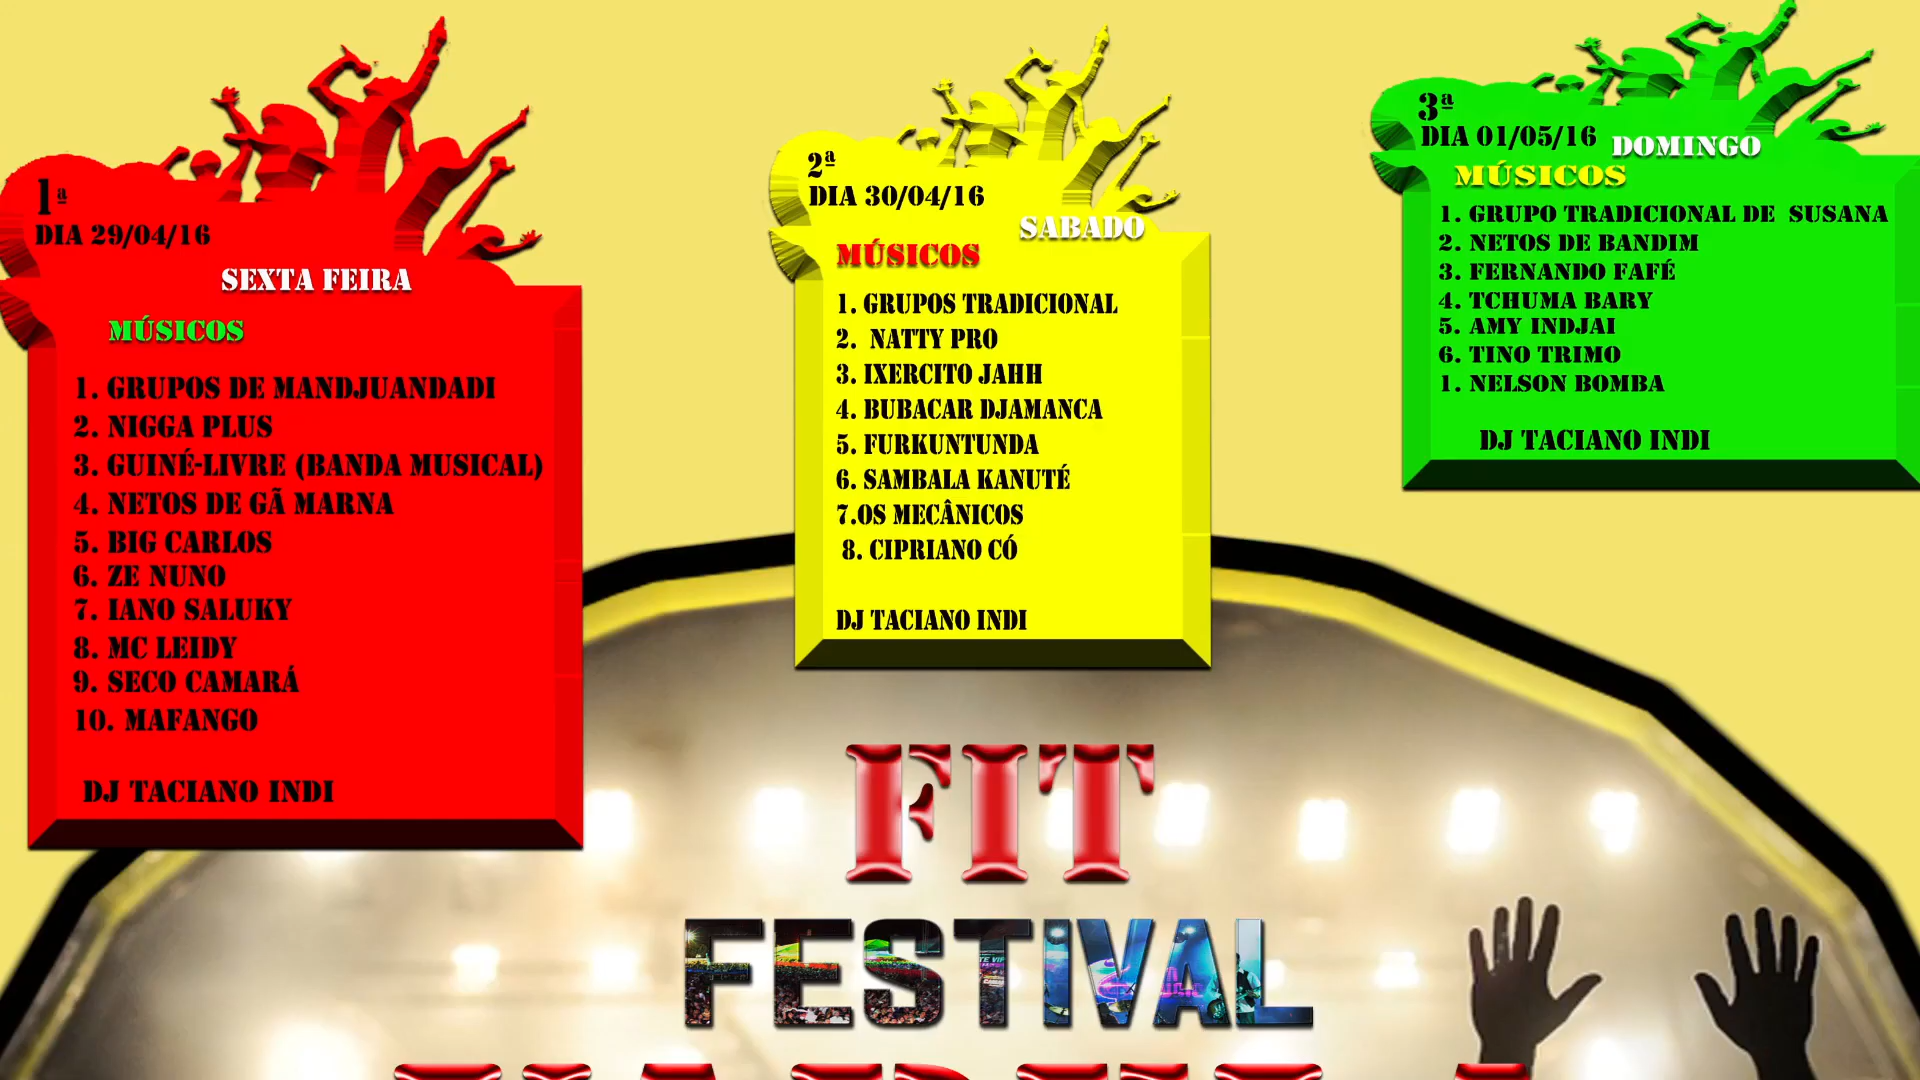 1ª
DIA 29/04/16
SEXTA FEIRA
MÚSICOS
1. GRUPOS DE MANDJUANDADI
2. NIGGA PLUS
3. GUINÉ-LIVRE (BANDA MUSICAL)
4. NETOS DE GÃ MARNA
5. BIG CARLOS
6. ZE NUNO
7. IANO SALUKY
8. MC LEIDY
9. SECO CAMARÁ
10. MAFANGO
DJ TACIANO INDI
2ª
DIA 30/04/16
SABADO
MÚSICOS
1. GRUPOS TRADICIONAL
2. NATTY PRO
3. IXERCITO JAHH
4. BUBACAR DJAMANCA
5. FURKUNTUNDA
6. SAMBALA KANUTÉ
7.OS MECÂNICOS
8. CIPRIANO CÓ
DJ TACIANO INDI
3ª
DIA 01/05/16
DOMINGO
MÚSICOS
1. GRUPO TRADICIONAL DE SUSANA
2. NETOS DE BANDIM
3. FERNANDO FAFÉ
4. TCHUMA BARY
5. AMY INDJAI
6. TINO TRIMO
1. NELSON BOMBA
DJ TACIANO INDI
FIT
FESTIVAL